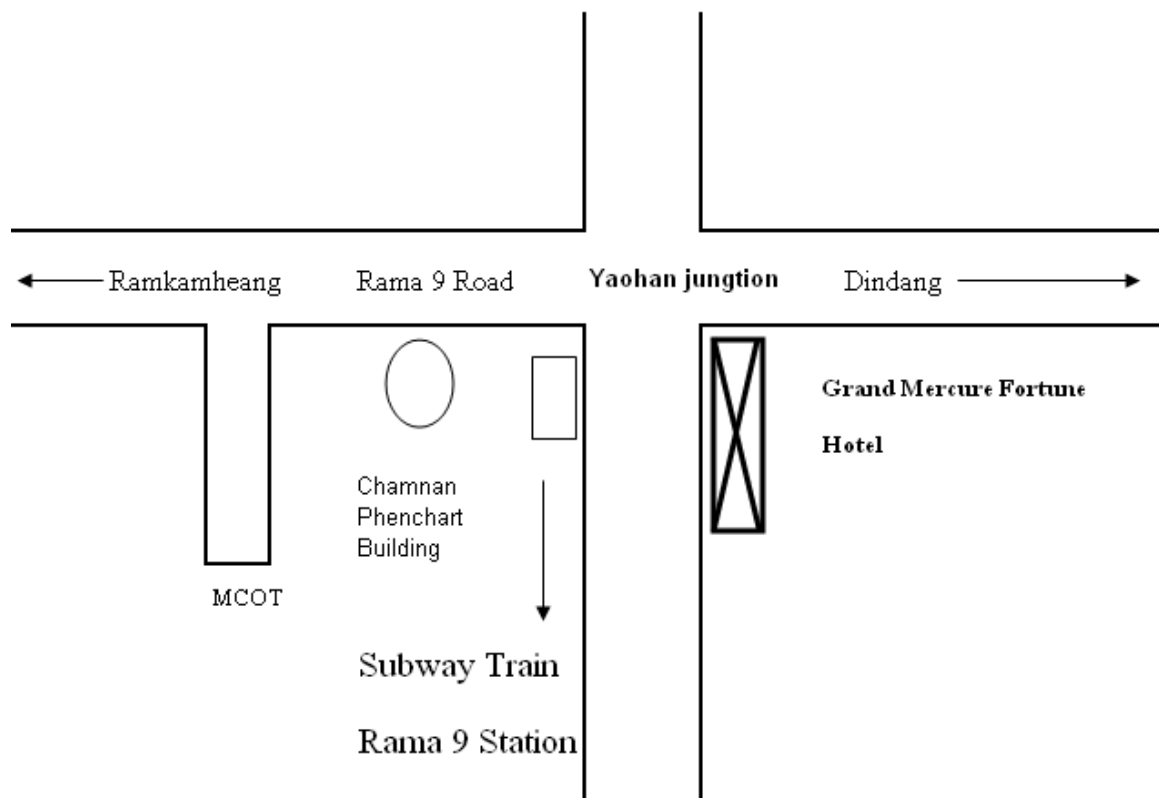 Ramkamheang
Rama 9 Road
Yaohan jungtion
Dindang
Grand Mercure Fortune
Hotel
Chamnan
Phenchart
Building
MCOT
Subway Train
Rama 9 Station